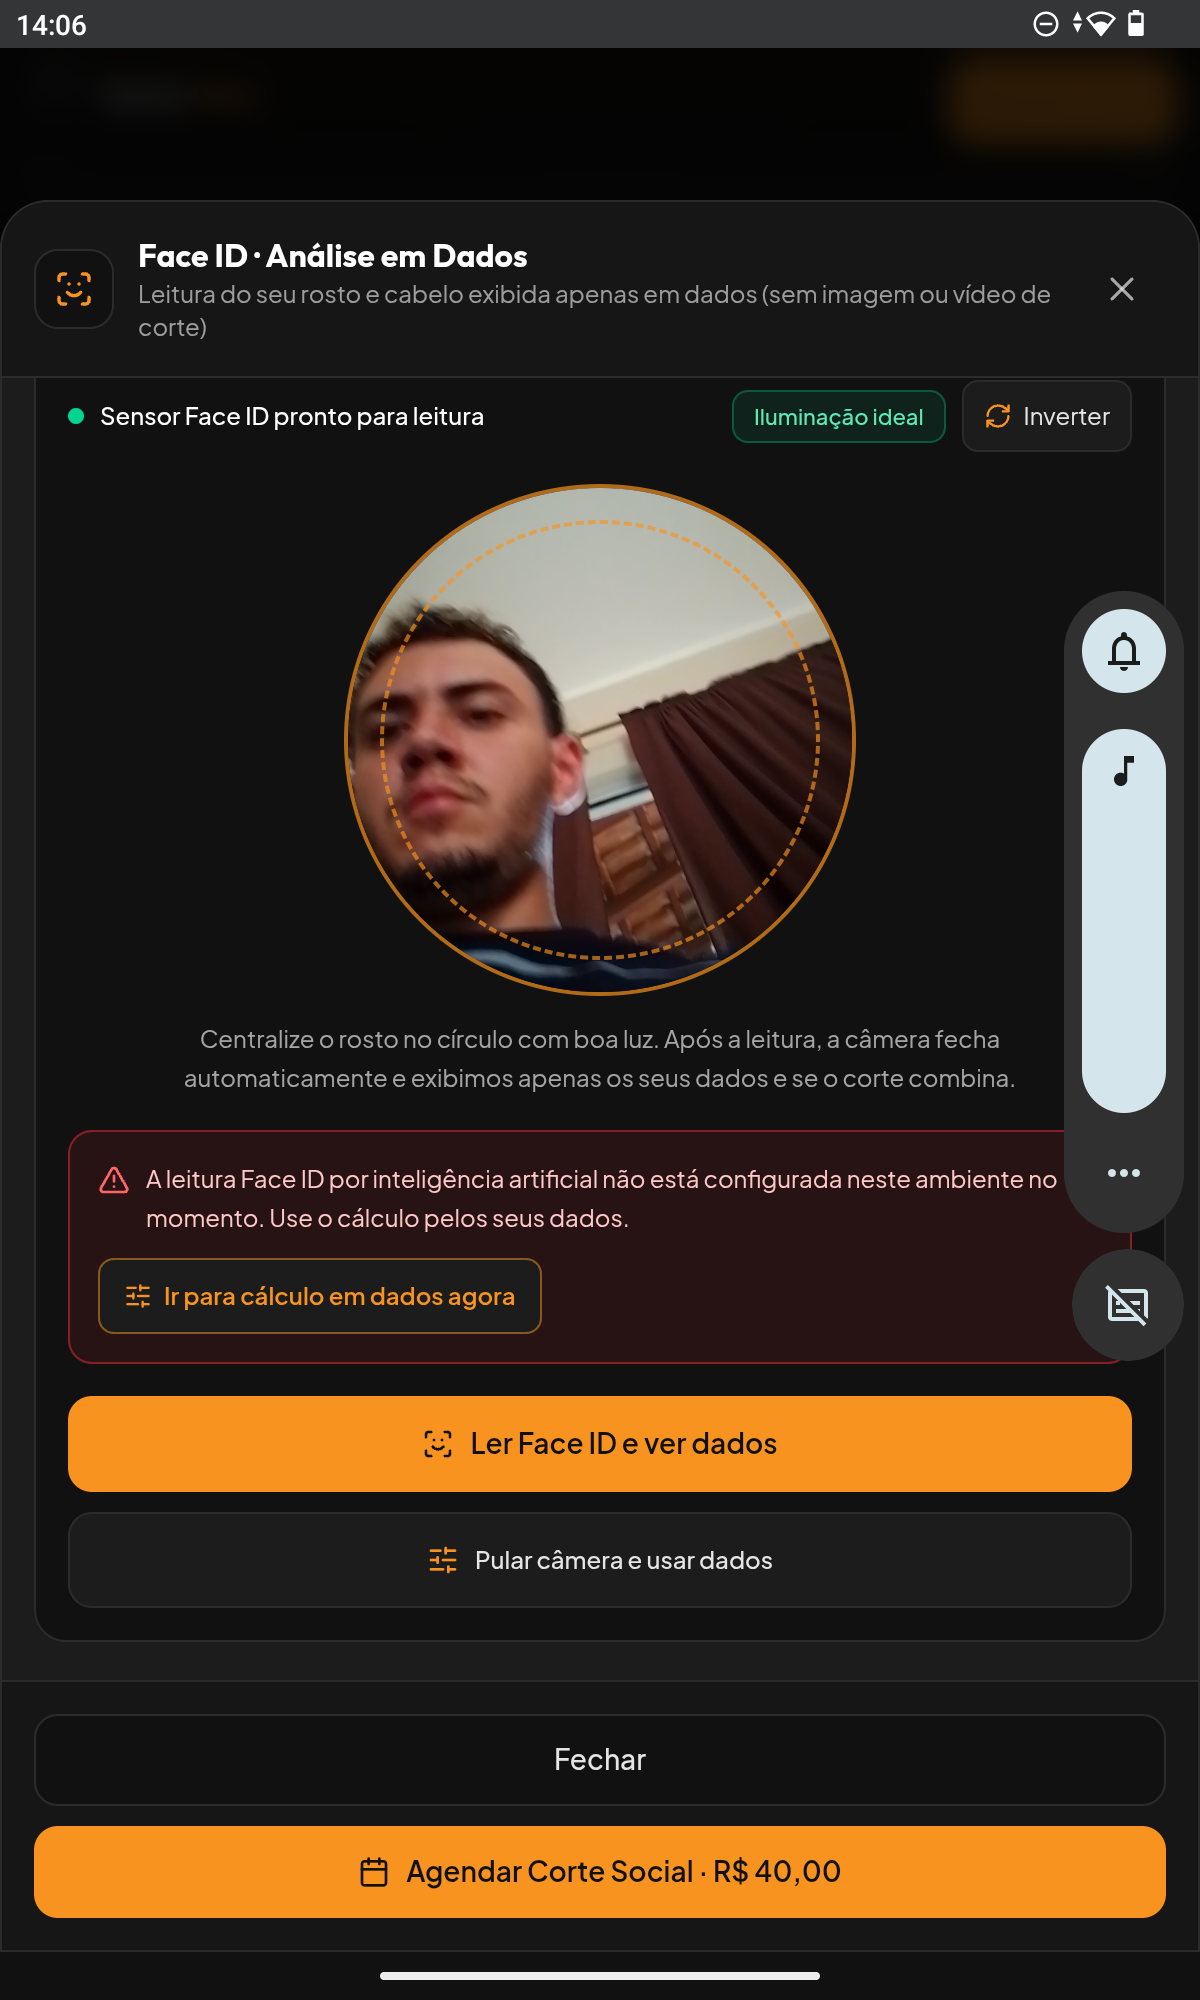 14:06
Face ID · Análise em Dados
Leitura do seu rosto e cabelo exibida apenas em dados (sem imagem ou vídeo de
corte)
Sensor Face ID pronto para leitura
Iluminação ideal
Inverter
Centralize o rosto no círculo com boa luz. Após a leitura, a câmera fecha
automaticamente e exibimos apenas os seus dados e se o corte combina.
A leitura Face ID por inteligência artificial não está configurada neste ambiente no
momento. Use o cálculo pelos seus dados.
Ir para cálculo em dados agora
Ler Face ID e ver dados
Pular câmera e usar dados
Fechar
Agendar Corte Social · R$ 40,00